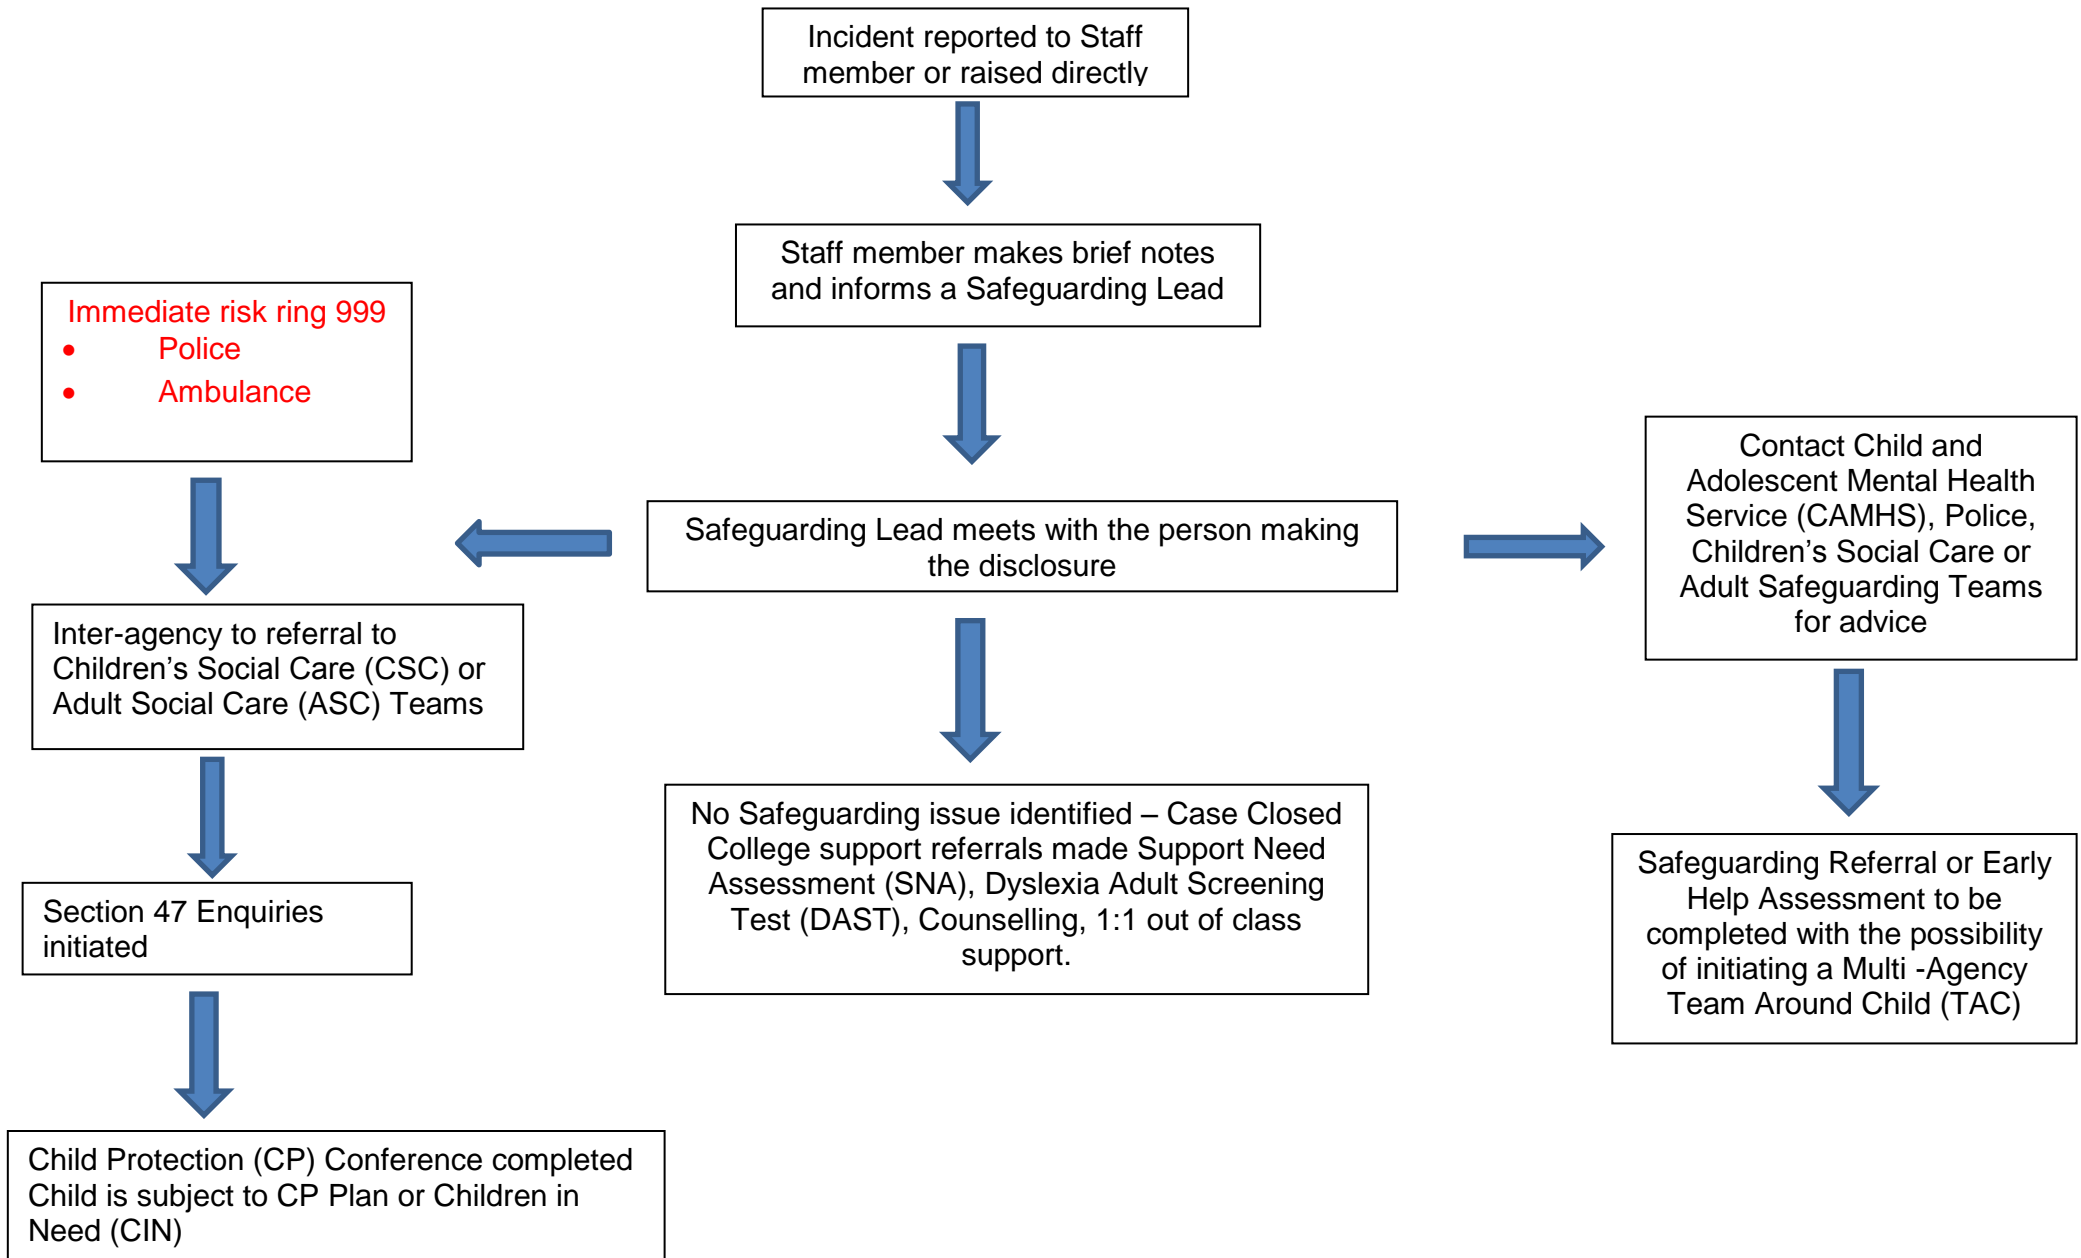 Incident reported to Staff
member or raised directly
Staff member makes brief notes
and informs a Safeguarding Lead
Immediate risk ring 999
• Police
• Ambulance
Safeguarding Lead meets with the person making
the disclosure
Contact Child and
Adolescent Mental Health
Service (CAMHS), Police,
Children’s Social Care or
Adult Safeguarding Teams
for advice
Inter-agency to referral to
Children’s Social Care (CSC) or
Adult Social Care (ASC) Teams
No Safeguarding issue identified – Case Closed
College support referrals made Support Need
Assessment (SNA), Dyslexia Adult Screening
Test (DAST), Counselling, 1:1 out of class
support.
Safeguarding Referral or Early
Help Assessment to be
completed with the possibility
of initiating a Multi -Agency
Team Around Child (TAC)
Section 47 Enquiries
initiated
Child Protection (CP) Conference completed
Child is subject to CP Plan or Children in
Need (CIN)